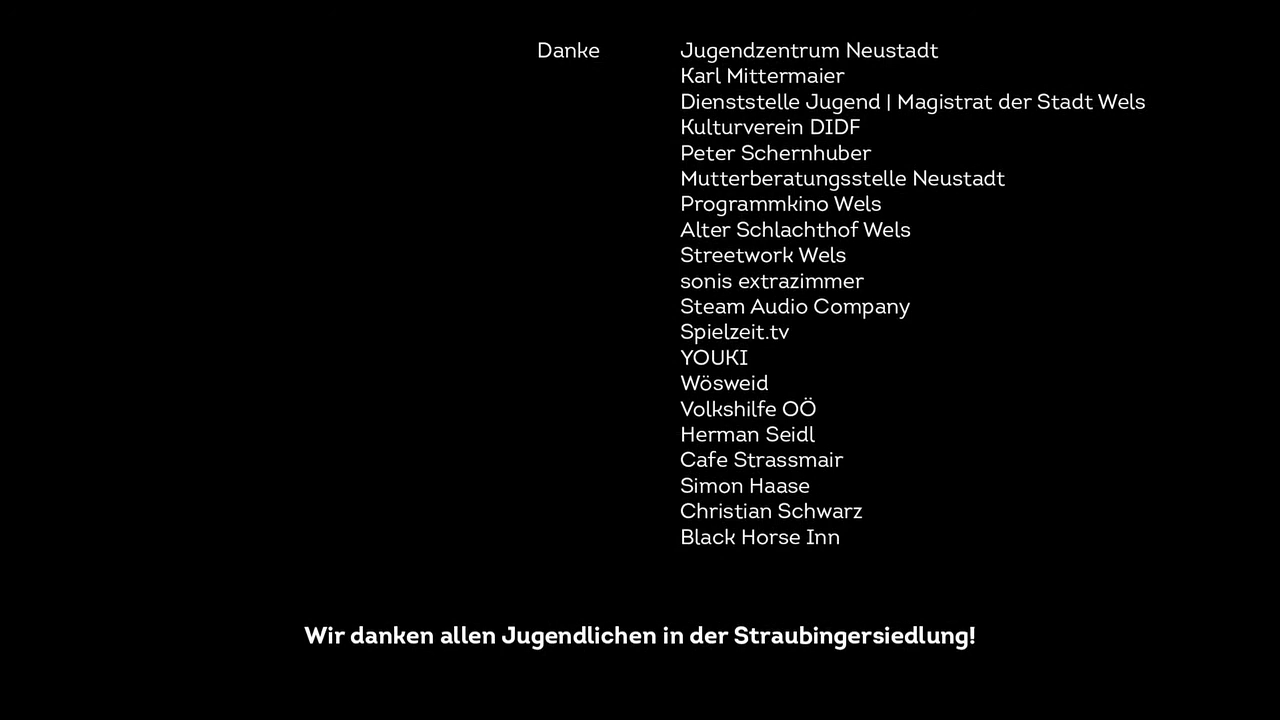 Danke Jugendzentrum Neustadt
Karl Mittermaier
Dienststelle Jugend | Magistrat der Stadt Wels
Kulturverein DIDF
Peter Schernhuber
Mutterberatungsstelle Neustadt
Programmkino Wels
Alter Schlachthof Wels
Streetwork Wels
sonis extrazimmer
Steam Audio Company
Spielzeit.tv
YOUKI
Wösweid
Volkshilfe OÖ
Herman Seidl
Cafe Strassmair
Simon Haase
Christian Schwarz
Black Horse Inn
Wir danken allen Jugendlichen in der Straubingersiedlung!